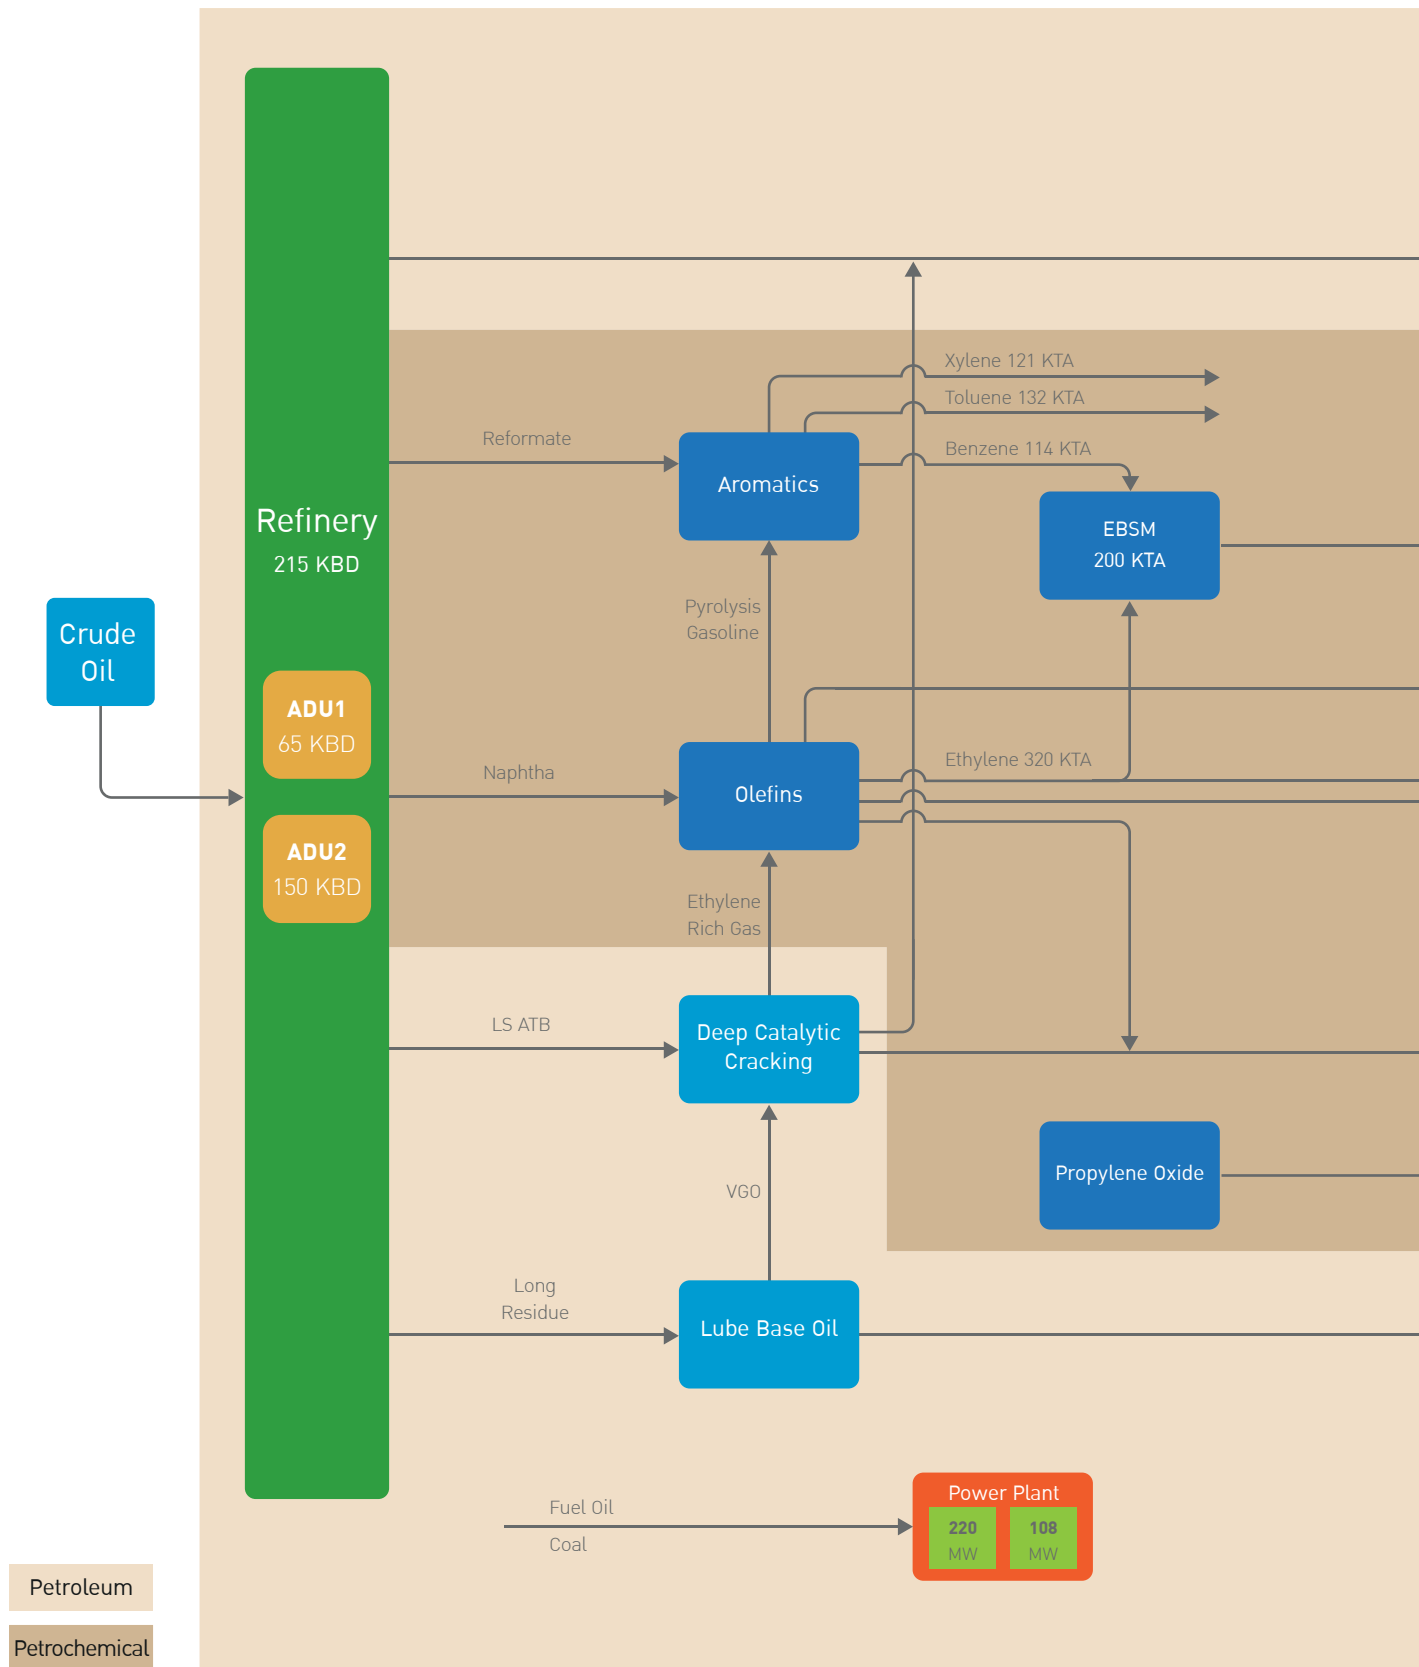 Xylene 121 KTA
Toluene 132 KTA
Reformate
Benzene 114 KTA
Aromatics
Refinery
215 KBD
EBSM
200 KTA
Pyrolysis
Gasoline
Crude
Oil
ADU1
65 KBD
Naphtha
Ethylene 320 KTA
Olefins
ADU2
150 KBD
Ethylene
Rich Gas
LS ATB
Deep Catalytic
Cracking
VGO
Propylene Oxide
Long
Residue
Lube Base Oil
Fuel Oil
Coal
Power Plant
220
MW
108
MW
Petroleum
Petrochemical